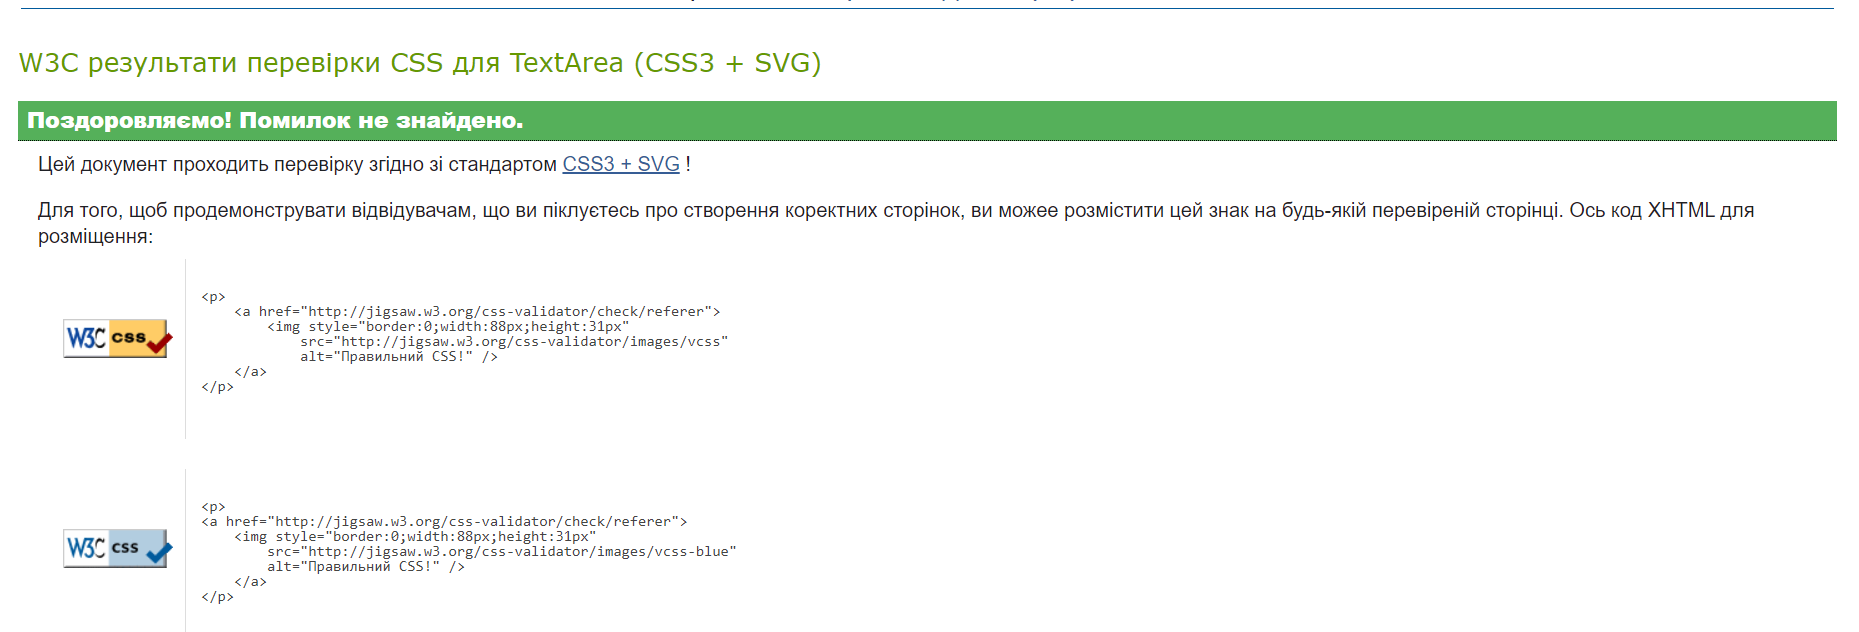 W3C результати перевірки CSS для TextArea (CSS3 + SVG)
Поздоровляємо! Помилок не знайдено.
Цей документ проходить перевірку згідно зі стандартом CSS3 + SVG !
Для того, щоб продемонструвати відвідувачам, що ви піклуєтесь про створення коректних сторінок, ви можее розмістити цей знак на будь-якій перевіреній сторінці. Ось код XHTML для
розміщення:
W3C css
<p>
    <a href="http://jigsaw.w3.org/css-validator/check/referer">
        <img style="border:0;width:88px;height:31px"
            src="http://jigsaw.w3.org/css-validator/images/vcss"
            alt="Правильний CSS!" />
    </a>
</p>
W3C css
<p>
<a href="http://jigsaw.w3.org/css-validator/check/referer">
    <img style="border:0;width:88px;height:31px"
        src="http://jigsaw.w3.org/css-validator/images/vcss-blue"
        alt="Правильний CSS!" />
    </a>
</p>